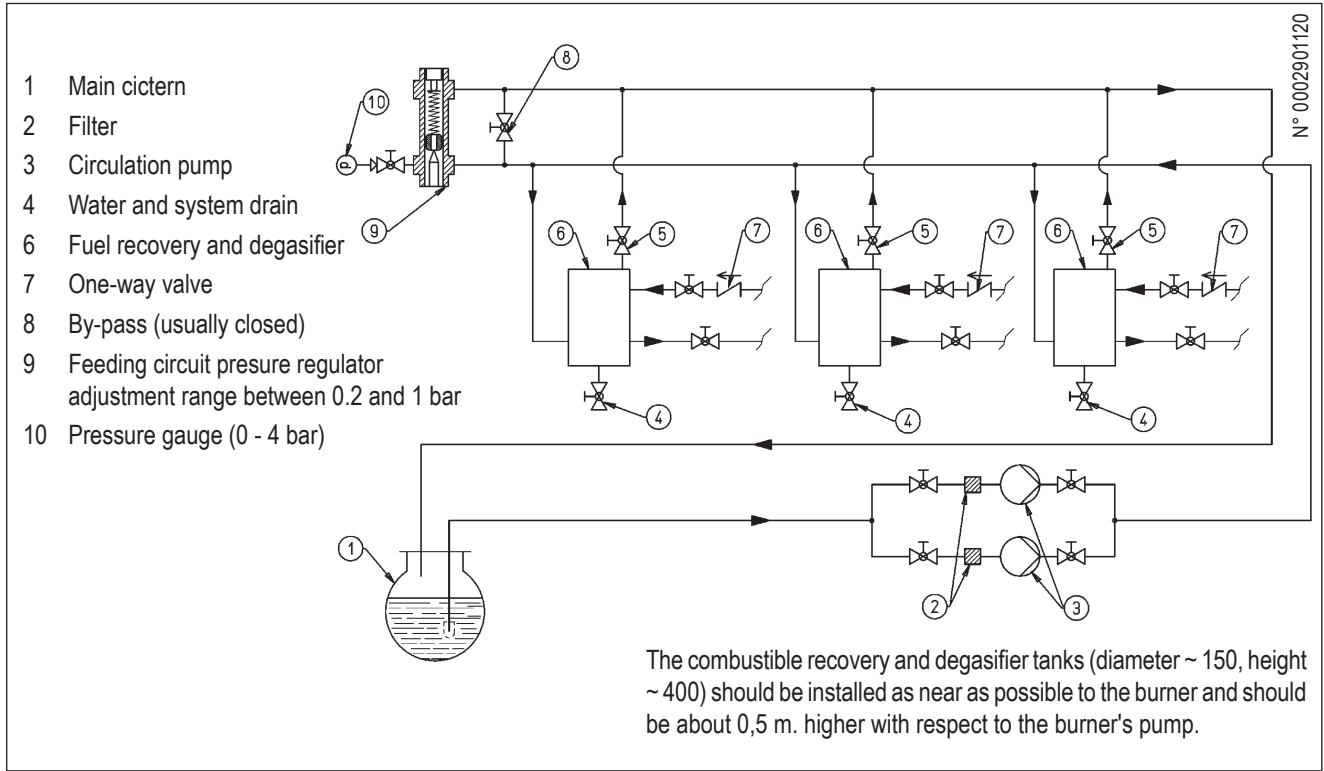 N° 0002901120
1 Main cictern
2 Filter
3 Circulation pump
4 Water and system drain
6 Fuel recovery and degasifier
7 One-way valve
8 By-pass (usually closed)
9 Feeding circuit presure regulator
adjustment range between 0.2 and 1 bar
10 Pressure gauge (0 - 4 bar)
8
10
P
9
6
5
7
6
5
7
6
5
7
4
4
4
1
2
3
The combustible recovery and degasifier tanks (diameter ~ 150, height
~ 400) should be installed as near as possible to the burner and should
be about 0,5 m. higher with respect to the burner's pump.